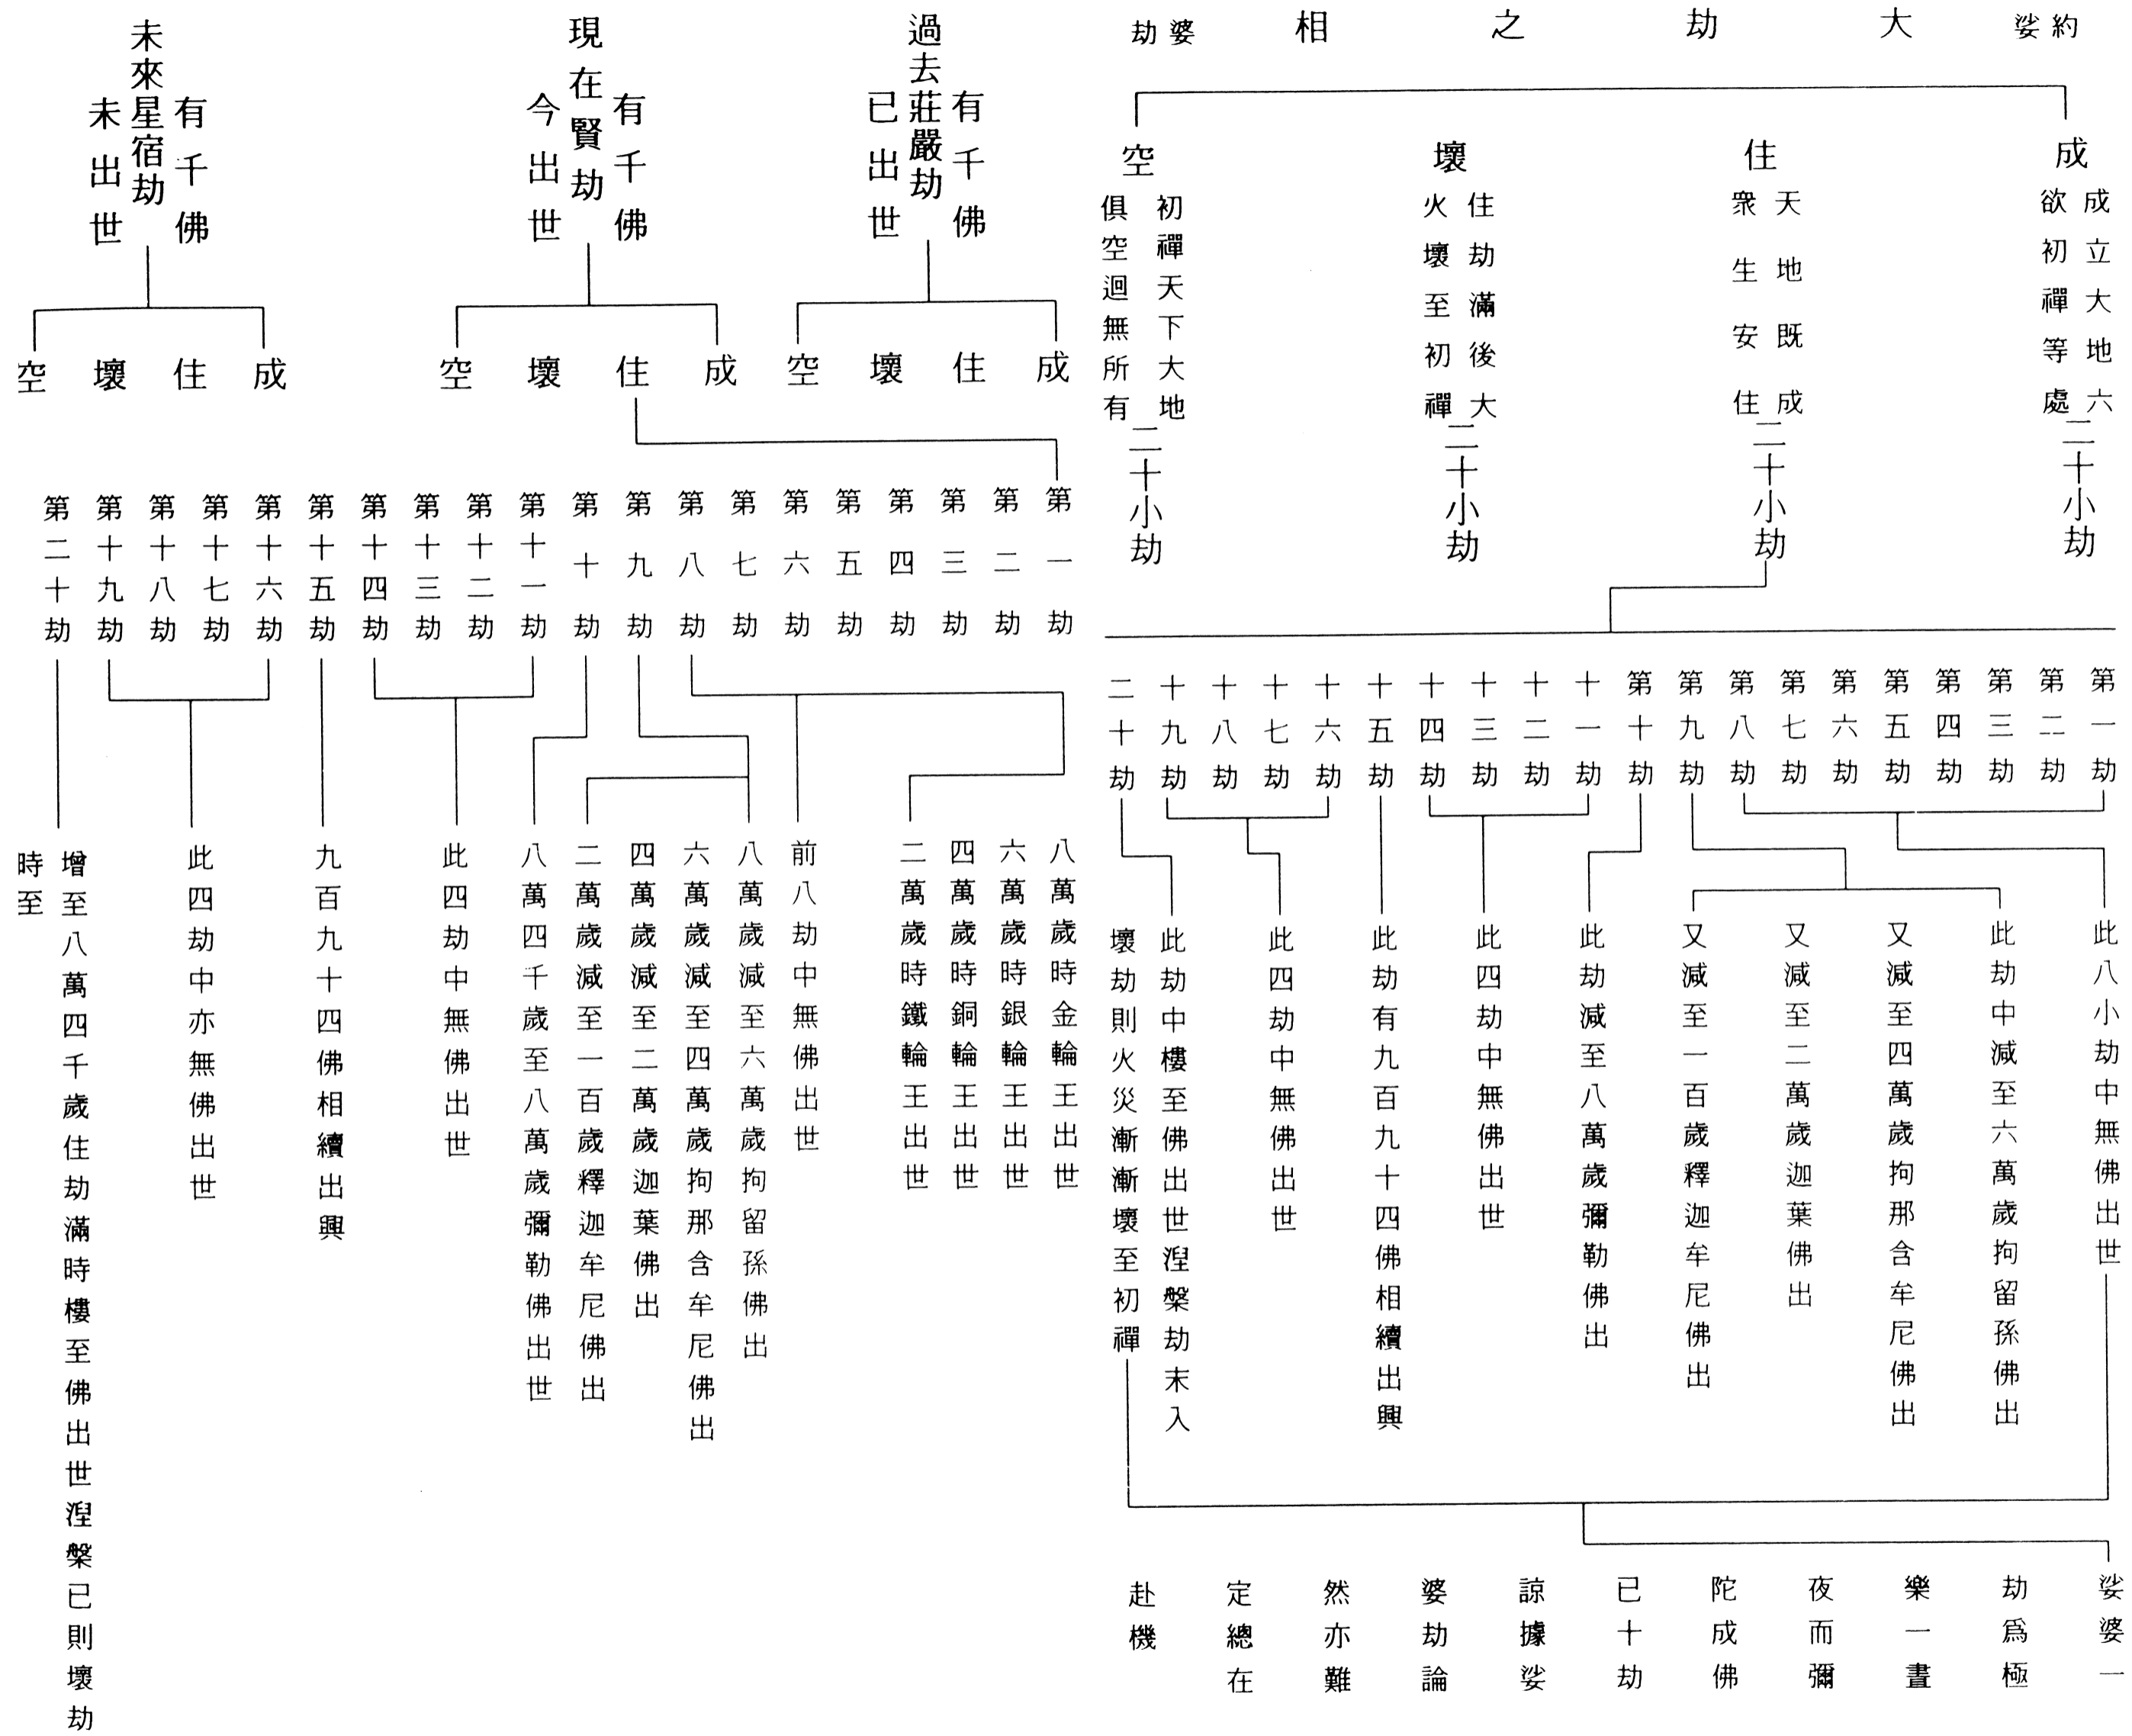 約娑
大劫之相
婆劫
成
成立大地六
欲初禪等處
二十小劫
住
天地既成
衆生安住
二十小劫
壞
住劫滿後大
火壞至初禪
二十小劫
空
初禪天下大地
俱空迴無所有
二十小劫
第一劫
第二劫
第三劫
第四劫
第五劫
第六劫
第七劫
第八劫
第九劫
第十劫
十一劫
十二劫
十三劫
十四劫
十五劫
十六劫
十七劫
十八劫
十九劫
二十劫
此八小劫中無佛出世
此劫中減至六萬歲拘留孫佛出
又減至四萬歲拘那含牟尼佛出
又減至二萬歲迦葉佛出
又減至一百歲釋迦牟尼佛出
此劫減至八萬歲彌勒佛出
此四劫中無佛出世
此劫有九百九十四佛相續出興
此四劫中無佛出世
此劫中樓至佛出世涅槃劫末入
壞劫則火災漸漸壞至初禪
娑婆一
劫爲極
樂一晝
夜而彌
陀成佛
已十劫
諒據娑
婆劫論
然亦難
定總在
赴機
有千佛
過去莊嚴劫
已出世
成
住
壞
空
有千佛
現在賢劫
今出世
成
住
壞
空
有千佛
未來星宿劫
未出世
成
住
壞
空
第一劫
第二劫
第三劫
第四劫
第五劫
第六劫
第七劫
第八劫
第九劫
第十劫
第十一劫
第十二劫
第十三劫
第十四劫
第十五劫
第十六劫
第十七劫
第十八劫
第十九劫
第二十劫
八萬歲時金輪王出世
六萬歲時銀輪王出世
四萬歲時銅輪王出世
二萬歲時鐵輪王出世
前八劫中無佛出世
八萬歲減至六萬歲拘留孫佛出
六萬歲減至四萬歲拘那含牟尼佛出
四萬歲減至二萬歲迦葉佛出
二萬歲減至一百歲釋迦牟尼佛出
八萬四千歲至八萬歲彌勒佛出世
此四劫中無佛出世
九百九十四佛相續出興
此四劫中亦無佛出世
增至八萬四千歲住劫滿時樓至佛出世涅槃已則壞劫
時至